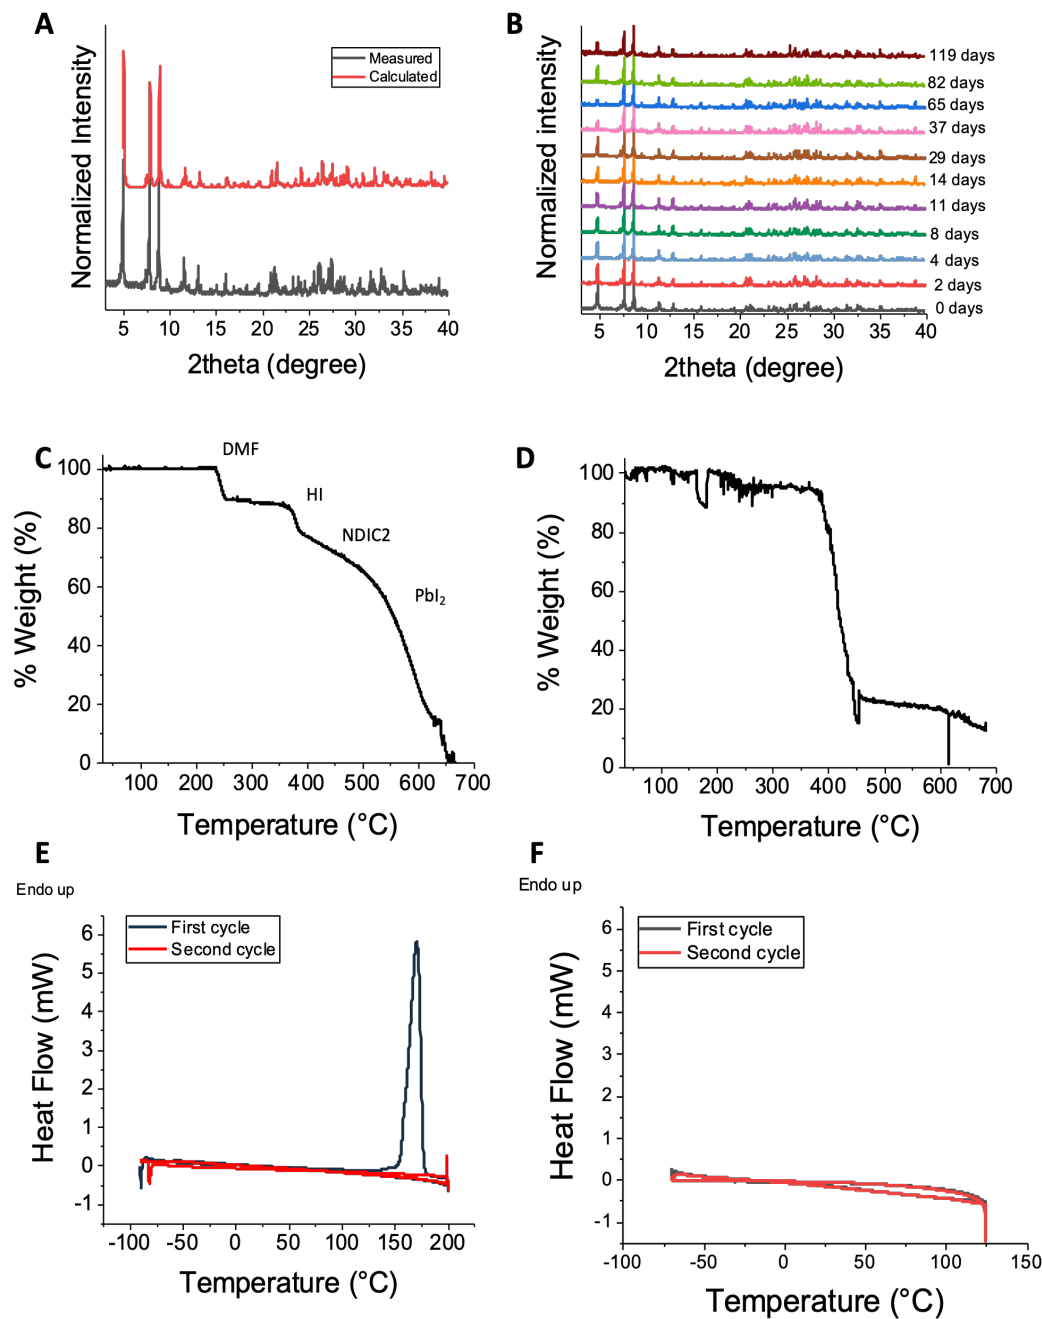 A
Normalized Intensity
Measured
Calculated
5 10 15 20 25 30 35 40
2theta (degree)
B
Normalized intensity
119 days
82 days
65 days
37 days
29 days
14 days
11 days
8 days
4 days
2 days
0 days
5 10 15 20 25 30 35 40
2theta (degree)
C
% Weight (%)
100
80
60
40
20
0
DMF
HI
NDIC2
PbI₂
100 200 300 400 500 600 700
Temperature (°C)
D
% Weight (%)
100
80
60
40
20
0
100 200 300 400 500 600 700
Temperature (°C)
E
Endo up
Heat Flow (mW)
6
5
4
3
2
1
0
-1
First cycle
Second cycle
-100 -50 0 50 100 150 200
Temperature (°C)
F
Endo up
Heat Flow (mW)
6
5
4
3
2
1
0
-1
First cycle
Second cycle
-100 -50 0 50 100 150
Temperature (°C)